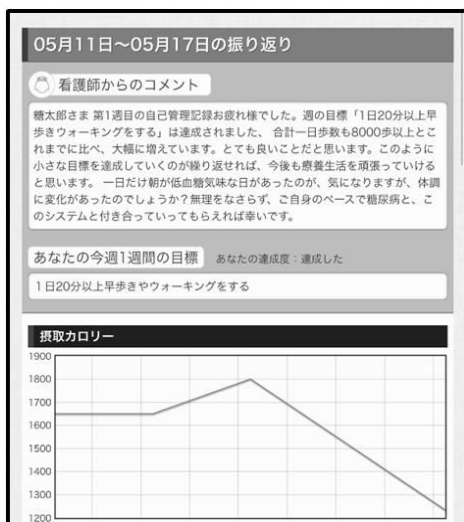 05月11日～05月17日の振り返り
看護師からのコメント
糖太郎さま 第1週目の自己管理記録お疲れ様でした。週の目標「1日20分以上早
歩きウォーキングをする」は達成されました、 合計一日歩数も8000歩以上とこ
れまでに比べ、大幅に増えています。とても良いことだと思います。このように
小さな目標を達成していくのが繰り返せれば、今後も療養生活を頑張っていける
と思います。 一日だけ朝が低血糖気味な日があったのが、気になりますが、体調
に変化があったのでしょうか？無理をなさらず、ご自身のペースで糖尿病と、こ
のシステムと付き合っていってもらえれば幸いです。
あなたの今週1週間の目標 あなたの達成度：達成した
１日20分以上早歩きやウォーキングをする
摂取カロリー
1900
1800
1700
1600
1500
1400
1300
1200